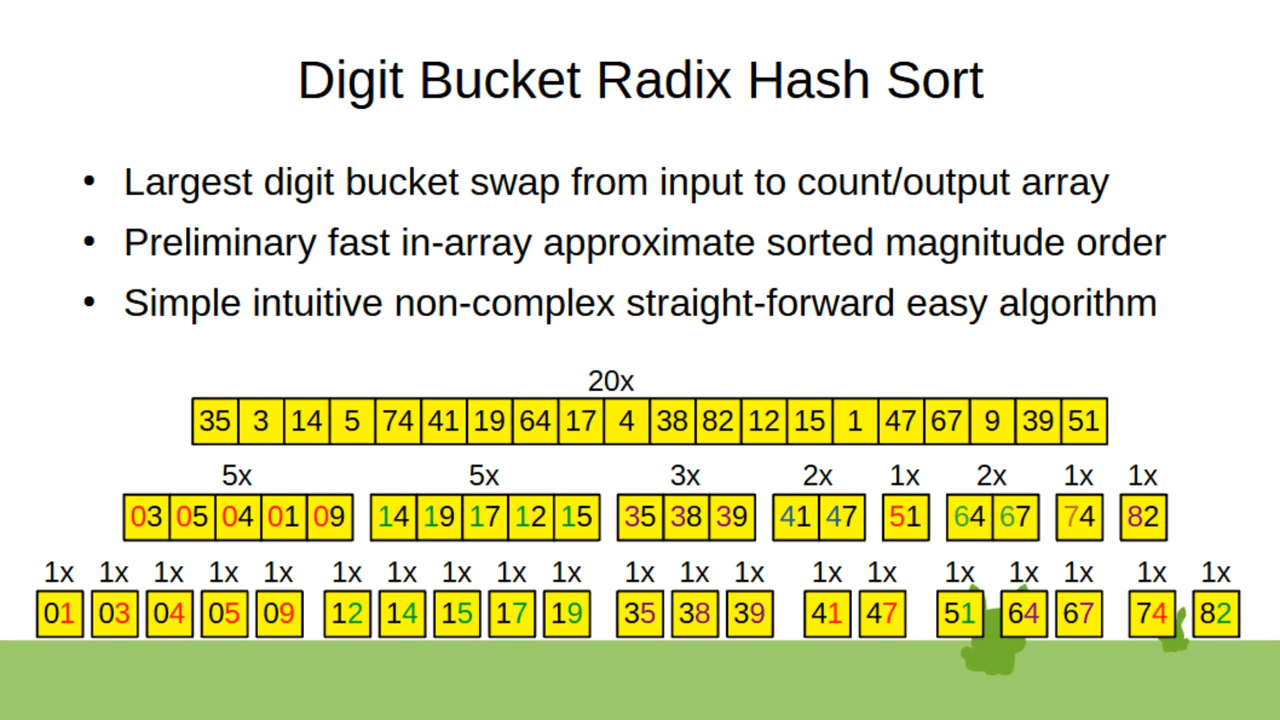 Digit Bucket Radix Hash Sort
• Largest digit bucket swap from input to count/output array
• Preliminary fast in-array approximate sorted magnitude order
• Simple intuitive non-complex straight-forward easy algorithm
20x
35 3 14 5 74 41 19 64 17 4 38 82 12 15 1 47 67 9 39 51
5x 5x 3x 2x 1x 2x 1x 1x
03 05 04 01 09 14 19 17 12 15 35 38 39 41 47 51 64 67 74 82
1x 1x 1x 1x 1x 1x 1x 1x 1x 1x 1x 1x 1x 1x 1x 1x 1x 1x 1x 1x
01 03 04 05 09 12 14 15 17 19 35 38 39 41 47 51 64 67 74 82